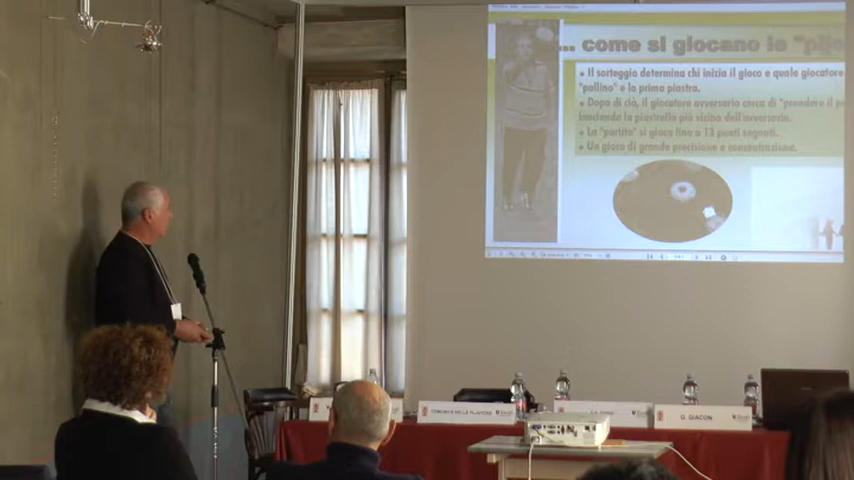 ... come si giocano le "pi
Il sorteggio determina chi inizia il gioco e quale giocatore
"pallino" e la prima piastra.
Dopo di ciò, il giocatore avversario cerca di "prendere il
lanciando la piastrella più vicina dell'avversario.
La "partita" si gioca fino a 13 punti segnati.
Un gioco di grande precisione e concentrazione.
G. GIACON